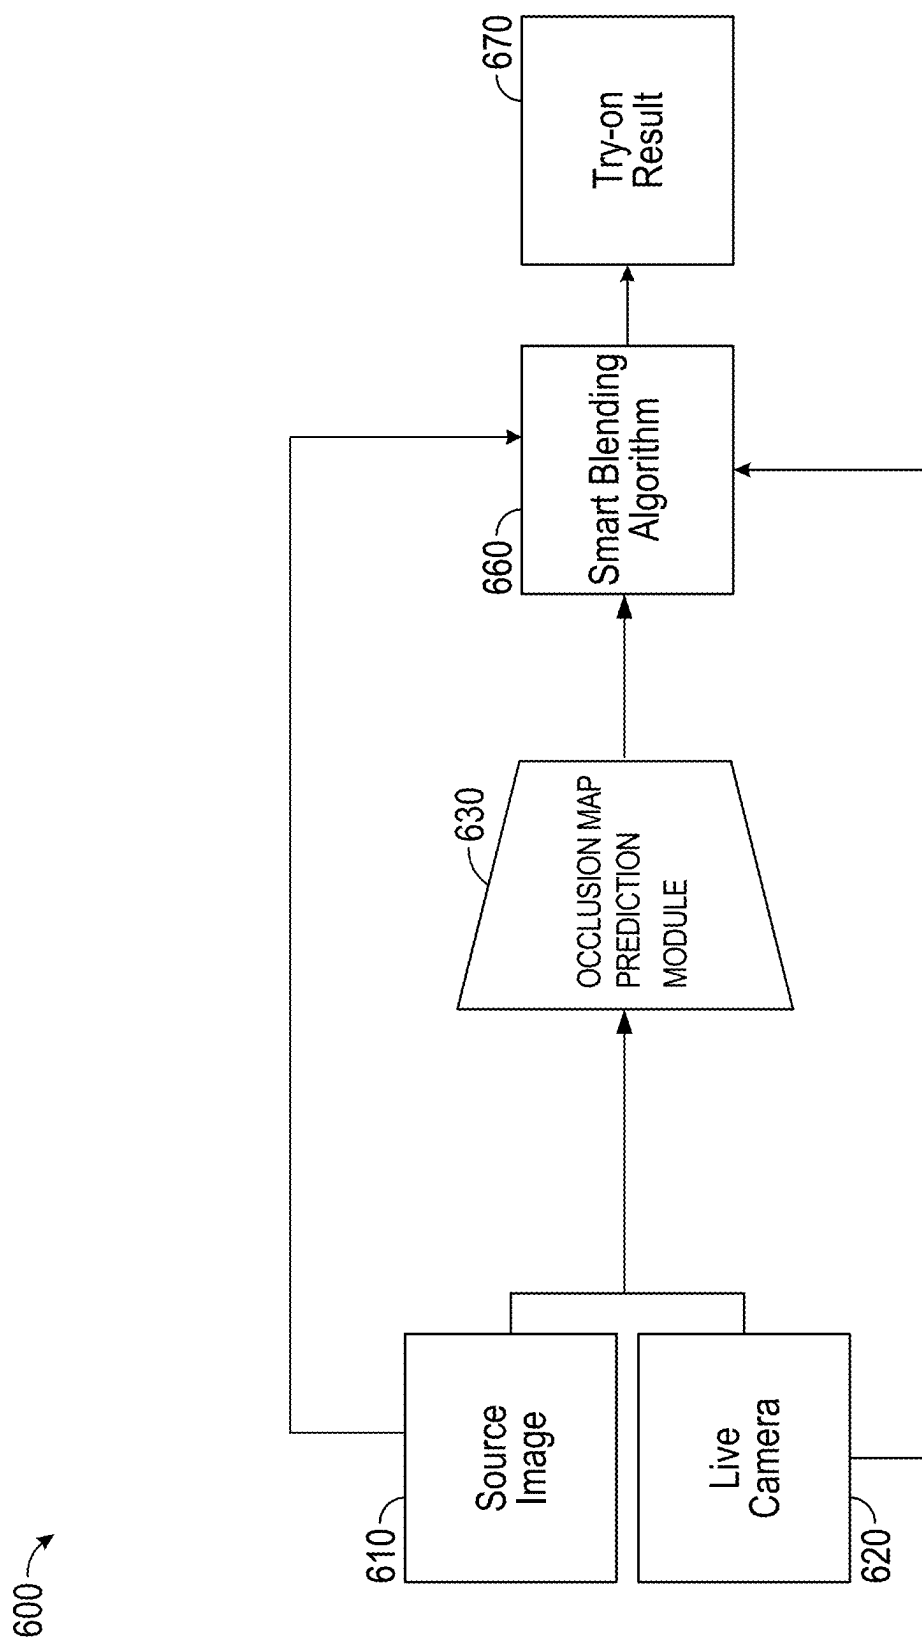 600
610
Source
Image
Live
Camera
620
630
OCCLUSION MAP
PREDICTION
MODULE
660
Smart Blending
Algorithm
670
Try-on
Result